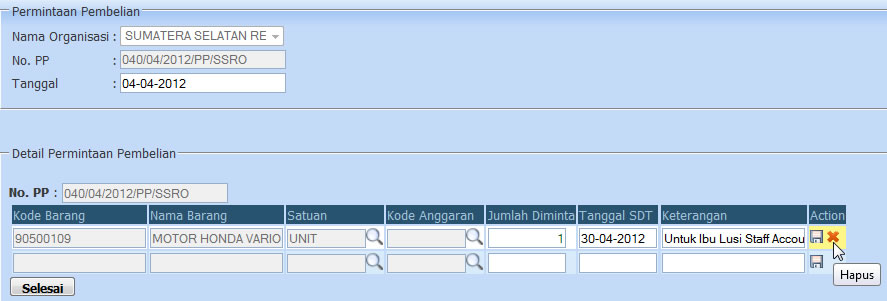 Permintaan Pembelian
Nama Organisasi : SUMATERA SELATAN RE
No. PP : 040/04/2012/PP/SSRO
Tanggal : 04-04-2012
Detail Permintaan Pembelian
No. PP : 040/04/2012/PP/SSRO
Kode Barang Nama Barang Satuan Kode Anggaran Jumlah Diminta Tanggal SDT Keterangan Action
90500109 MOTOR HONDA VARIO UNIT 1 30-04-2012 Untuk Ibu Lusi Staff Accou
Hapus
Selesai